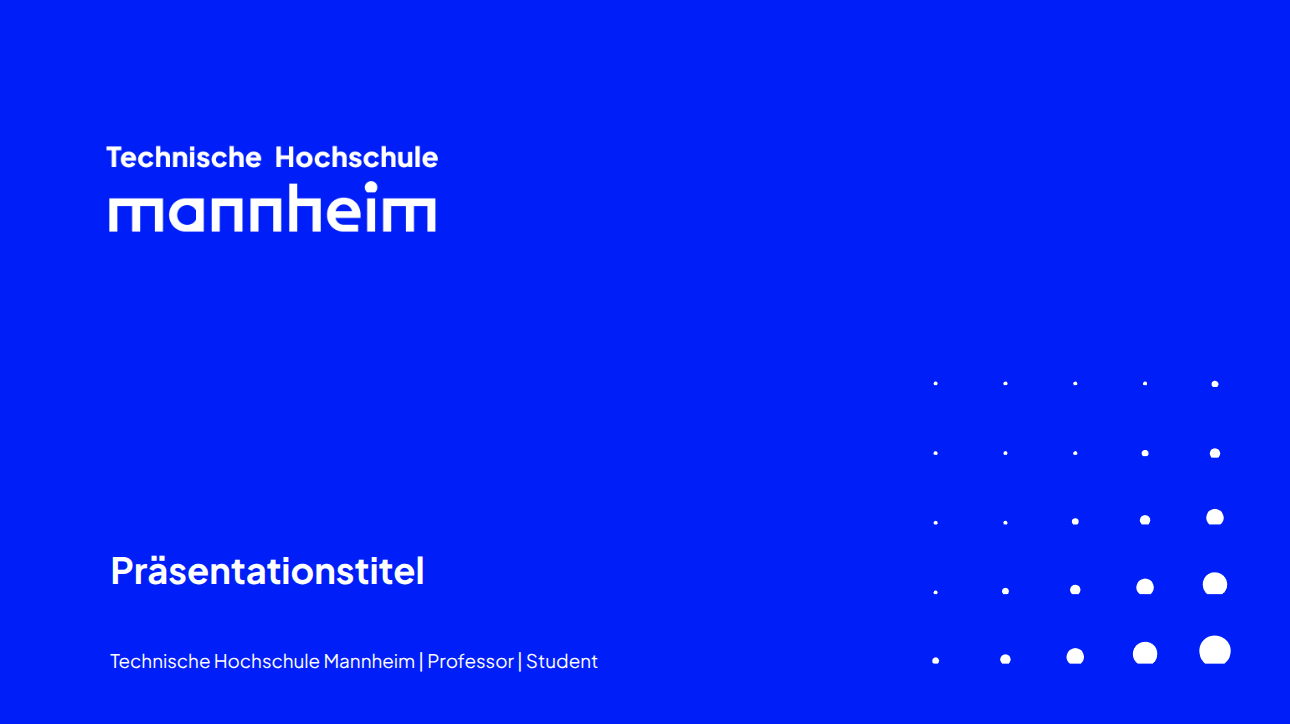 Technische Hochschule
mannheim
Präsentationstitel
Technische Hochschule Mannheim | Professor | Student